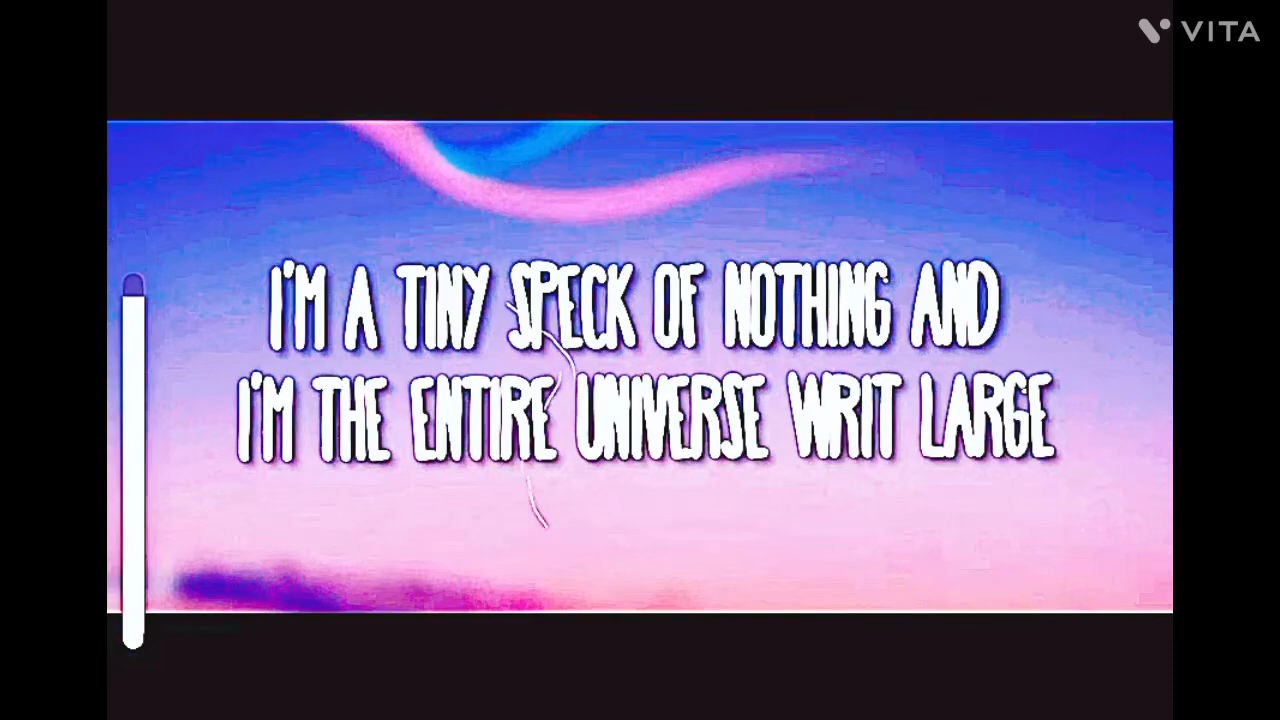 VITA
I'M A TINY SPECK OF NOTHING AND
I'M THE ENTIRE UNIVERSE WRIT LARGE